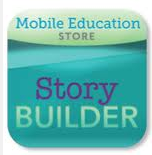 Mobile Education
STORE
Story
BUILDER